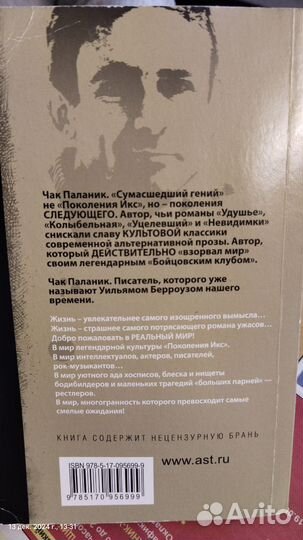 Чак Паланик. «Сумасшедший гений»
не «Поколения Икс», но – поколения
СЛЕДУЮЩЕГО. Автор, чьи романы «Удушье»,
«Колыбельная», «Уцелевший» и «Невидимки»
снискали славу КУЛЬТОВОЙ классики
современной альтернативной прозы. Автор,
который ДЕЙСТВИТЕЛЬНО «взорвал мир»
своим легендарным «Бойцовским клубом».
Чак Паланик. Писатель, которого уже
называют Уильямом Берроузом нашего
времени.
Жизнь – увлекательнее самого изощренного вымысла...
Жизнь – страшнее самого потрясающего романа ужасов...
Добро пожаловать в РЕАЛЬНЫЙ МИР!
В мир легендарной культуры «Поколения Икс».
В мир интеллектуалов, актеров, писателей,
рок-музыкантов...
В мир уютного ада хосписов, блеска и нищеты
бодибилдеров и маленьких трагедий «больших парней» —
рестлеров.
В мир, многогранность которого превосходит самые
смелые ожидания!
КНИГА СОДЕРЖИТ НЕЦЕНЗУРНУЮ БРАНЬ
ISBN 978-5-17-095699-9
www.ast.ru
9 785170 956999
13 дек. 2024 г., 13:31
Avito